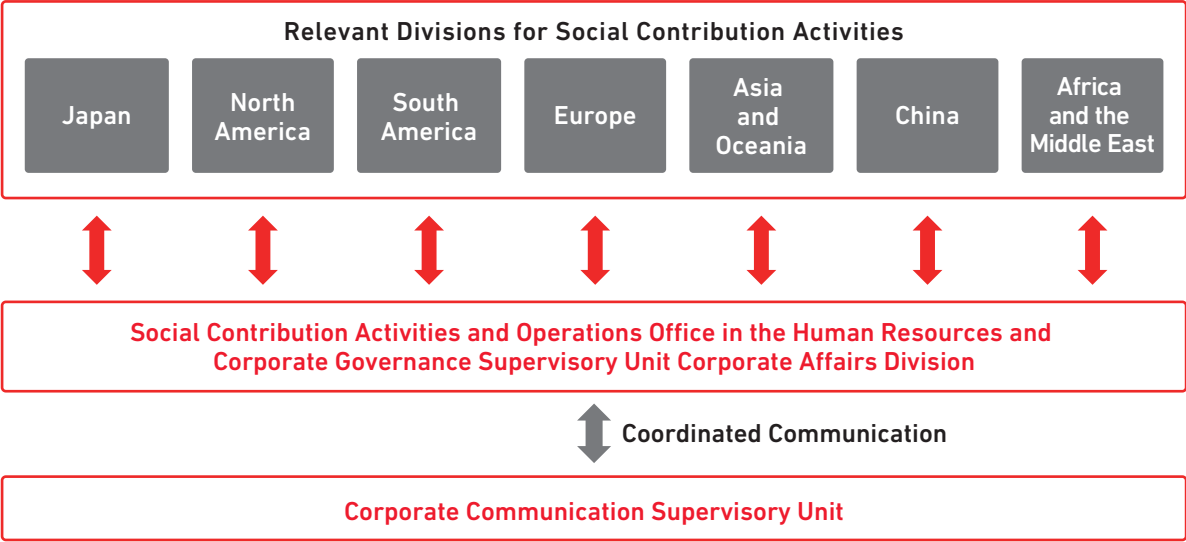 Relevant Divisions for Social Contribution Activities
Japan
North
America
South
America
Europe
Asia
and
Oceania
China
Africa
and the
Middle East
Social Contribution Activities and Operations Office in the Human Resources and
Corporate Governance Supervisory Unit Corporate Affairs Division
Coordinated Communication
Corporate Communication Supervisory Unit